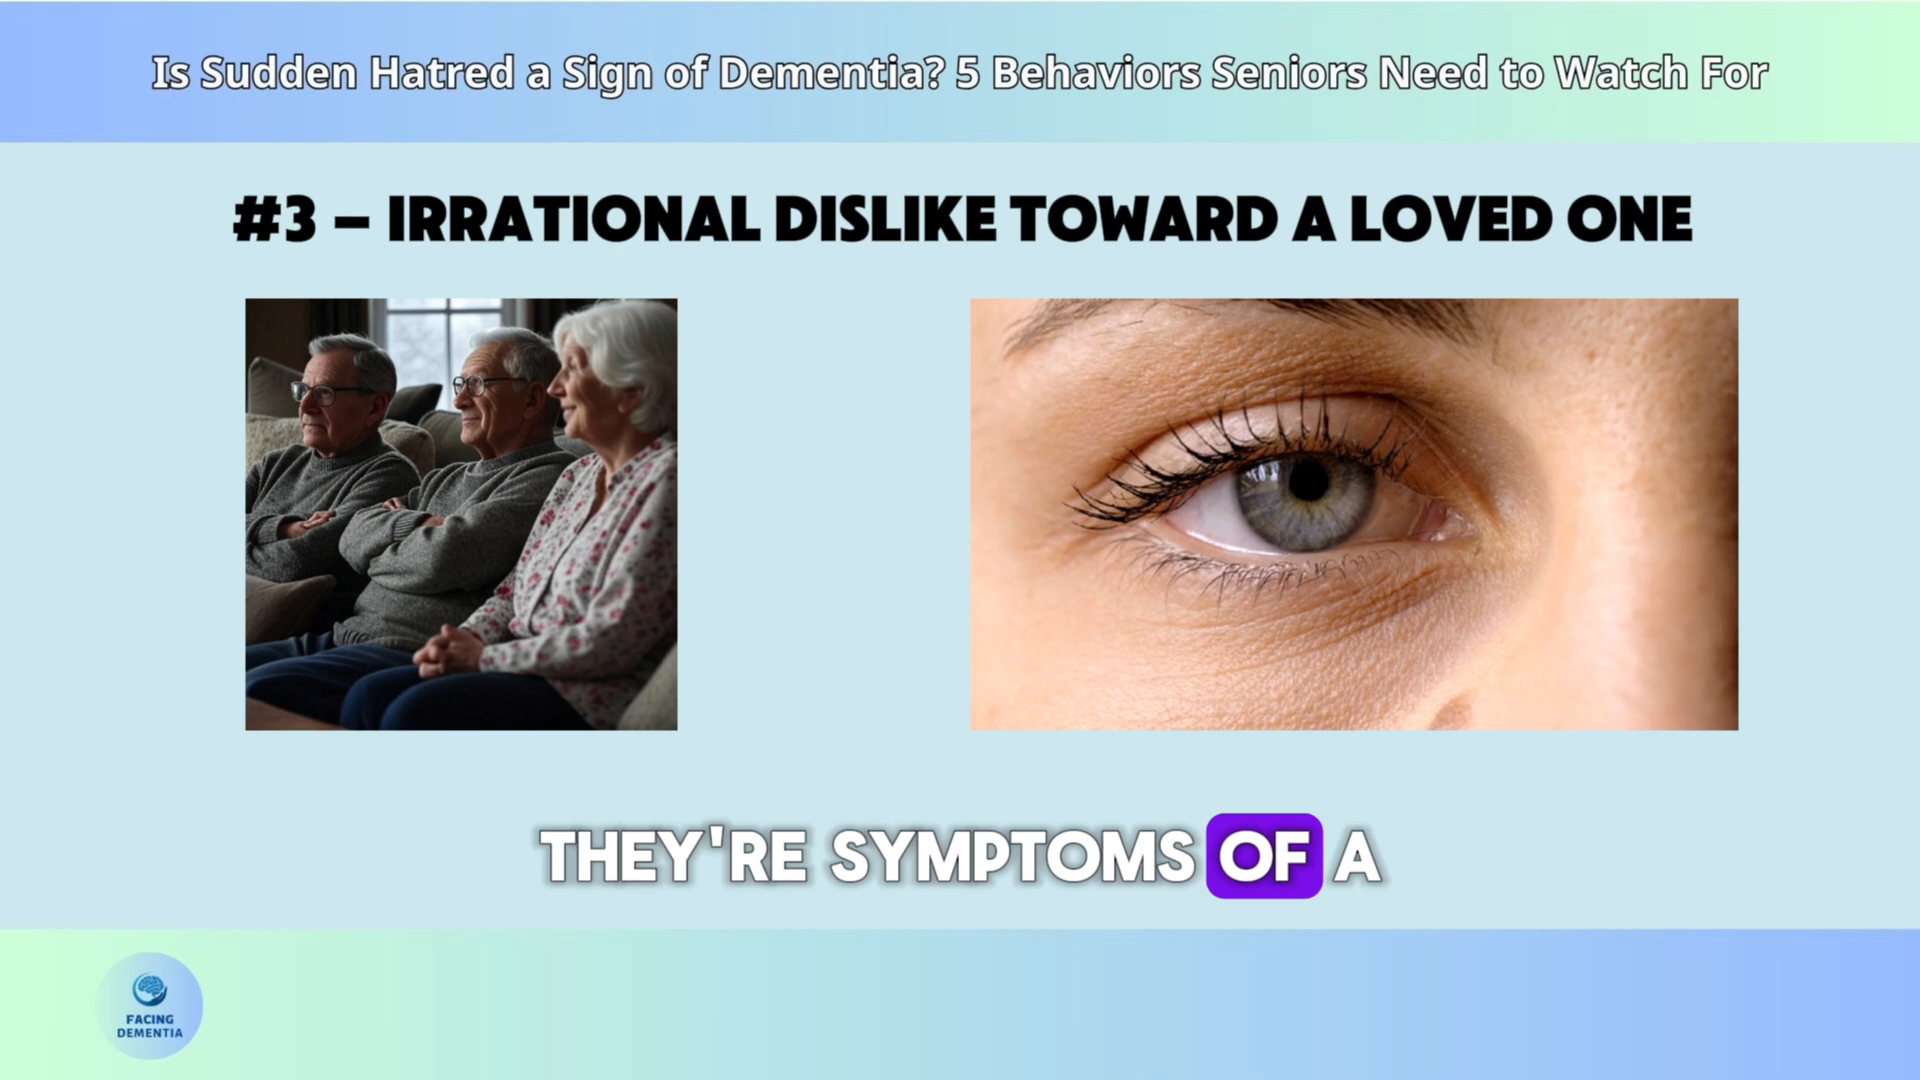 Is Sudden Hatred a Sign of Dementia? 5 Behaviors Seniors Need to Watch For
#3 – IRRATIONAL DISLIKE TOWARD A LOVED ONE
THEY'RE SYMPTOMS OF A
FACING
DEMENTIA